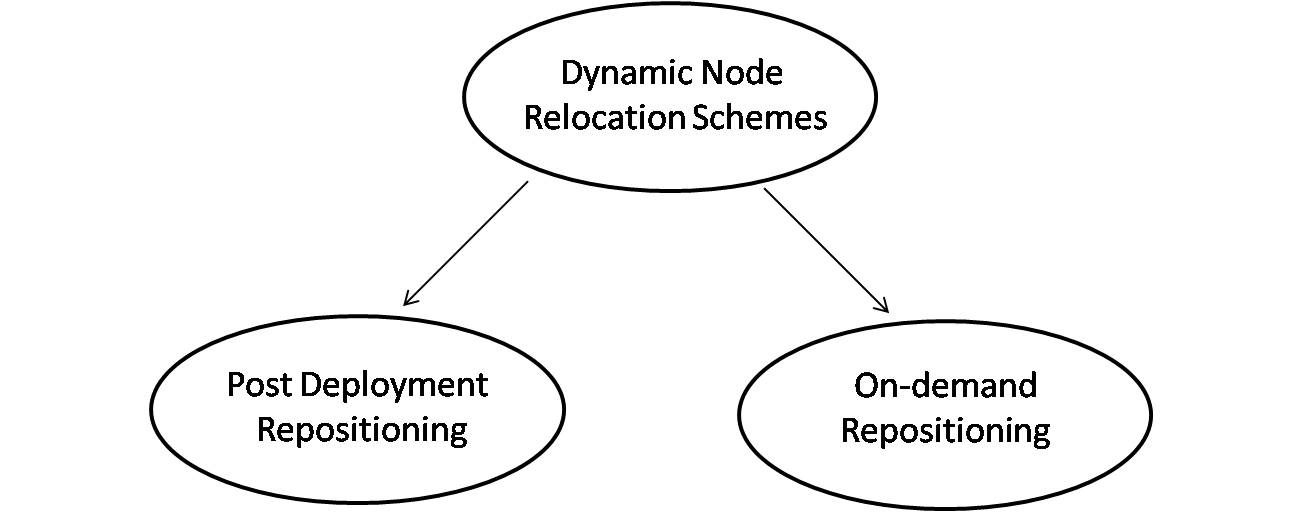 Dynamic Node
Relocation Schemes
Post Deployment
Repositioning
On-demand
Repositioning